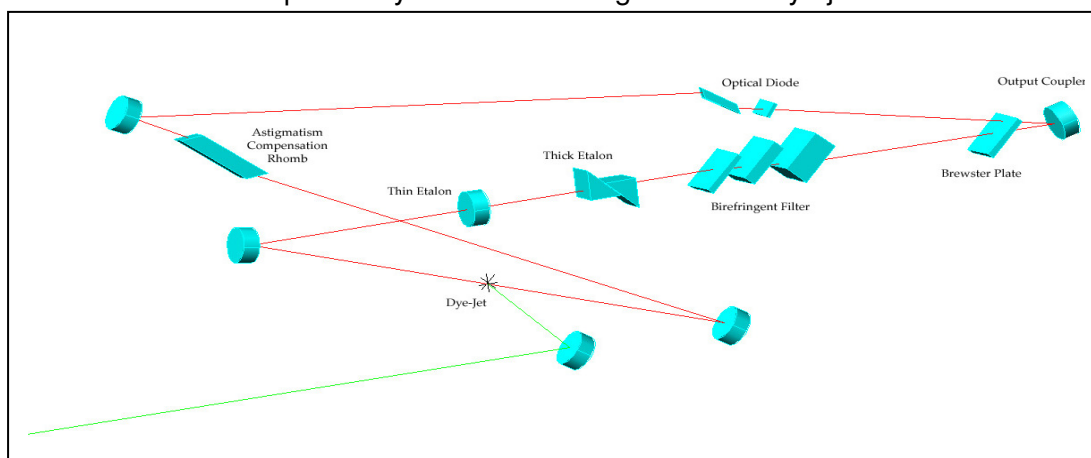 Optical Diode
Output Coupler
Astigmatism
Compensation
Rhomb
Thick Etalon
Brewster Plate
Thin Etalon
Birefringent Filter
Dye-Jet